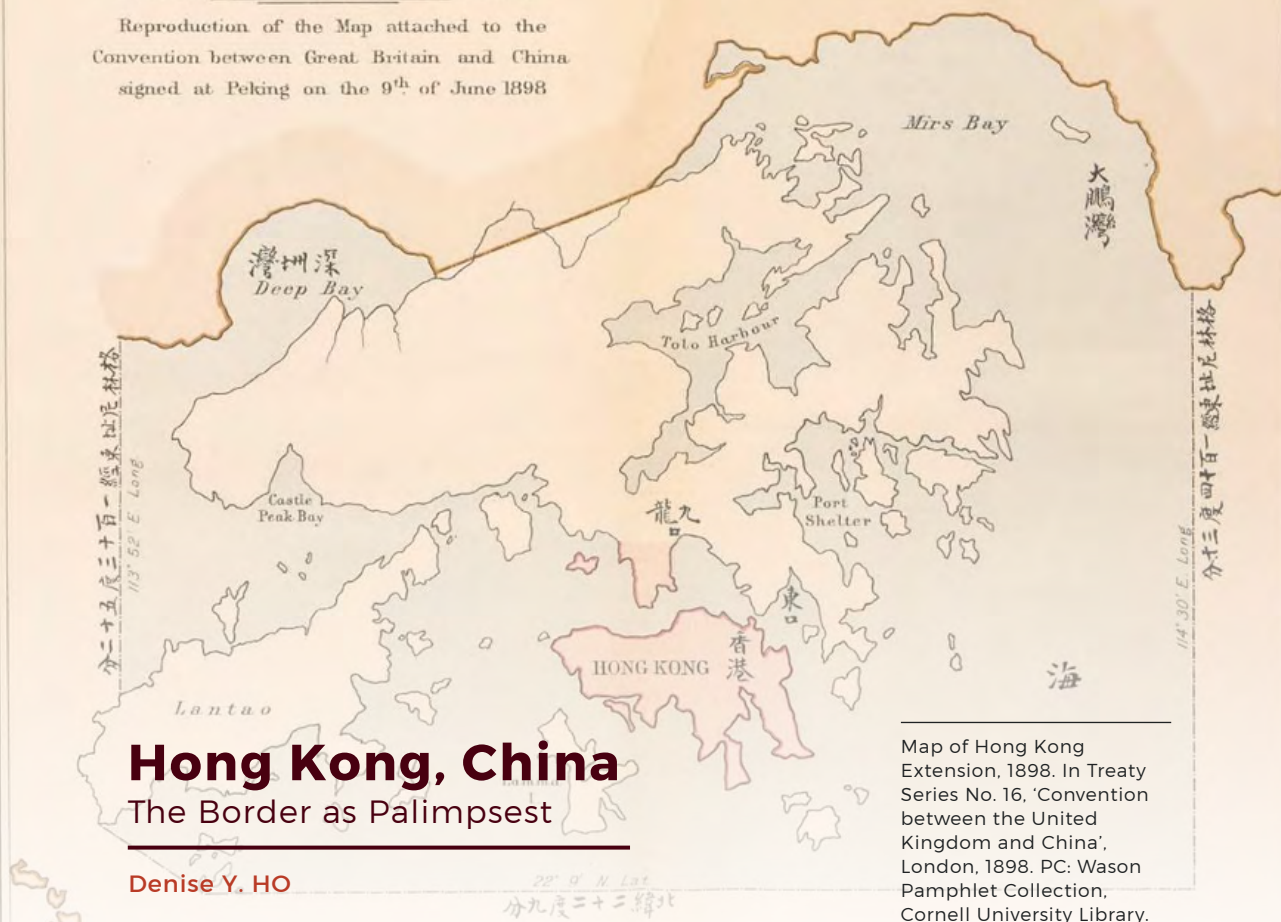 Reproduction of the Map attached to the
Convention between Great Britain and China
signed at Peking on the 9th of June 1898
Mirs Bay
大鵬灣
深圳灣
Deep Bay
Tolo Harbour
格林尼址東經一百十三度五十二分
113° 52' E Long
格林尼址東經一百十四度三十分
114° 30' E. Long
Castle
Peak Bay
九龍
Port
Shelter
東
HONG KONG
香港
海
Lantao
Hong Kong, China
The Border as Palimpsest
Denise Y. HO
22° 9' N. Lat
北緯二十二度九分
Map of Hong Kong
Extension, 1898. In Treaty
Series No. 16, ‘Convention
between the United
Kingdom and China’,
London, 1898. PC: Wason
Pamphlet Collection,
Cornell University Library.